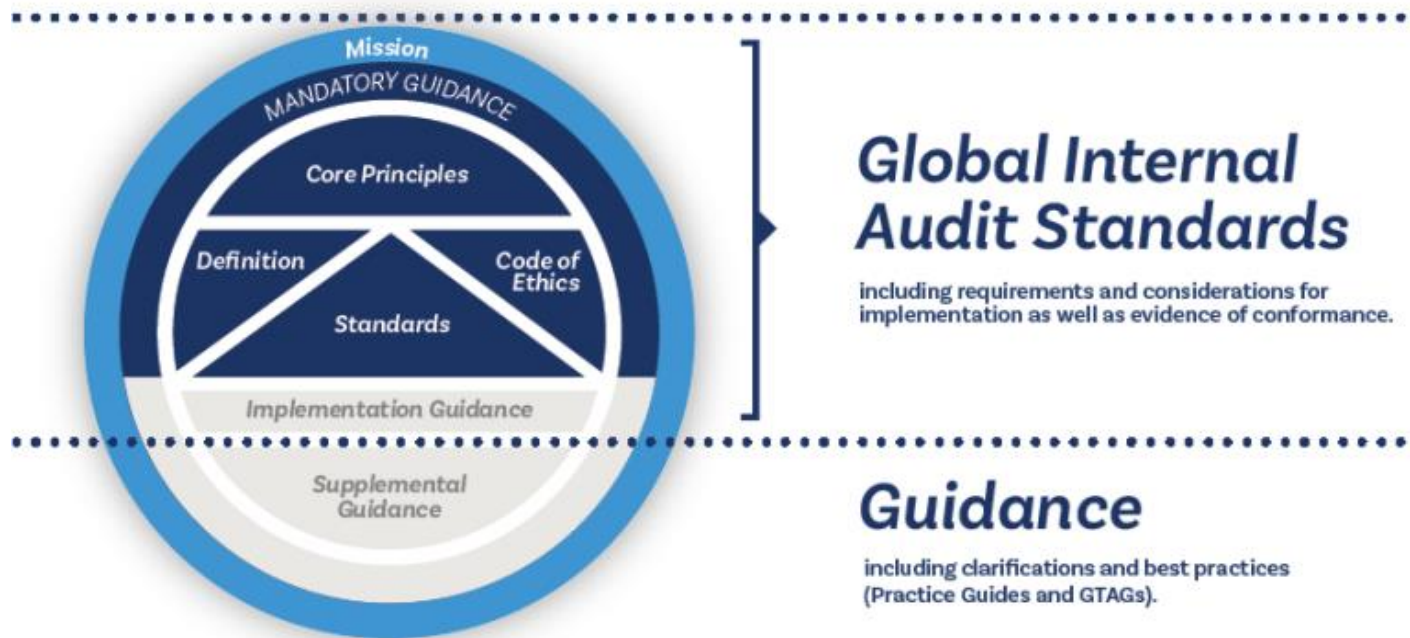 Mission
MANDATORY GUIDANCE
Core Principles
Definition
Code of
Ethics
Standards
Implementation Guidance
Supplemental
Guidance
Global Internal
Audit Standards
including requirements and considerations for
implementation as well as evidence of conformance.
Guidance
including clarifications and best practices
(Practice Guides and GTAGs).